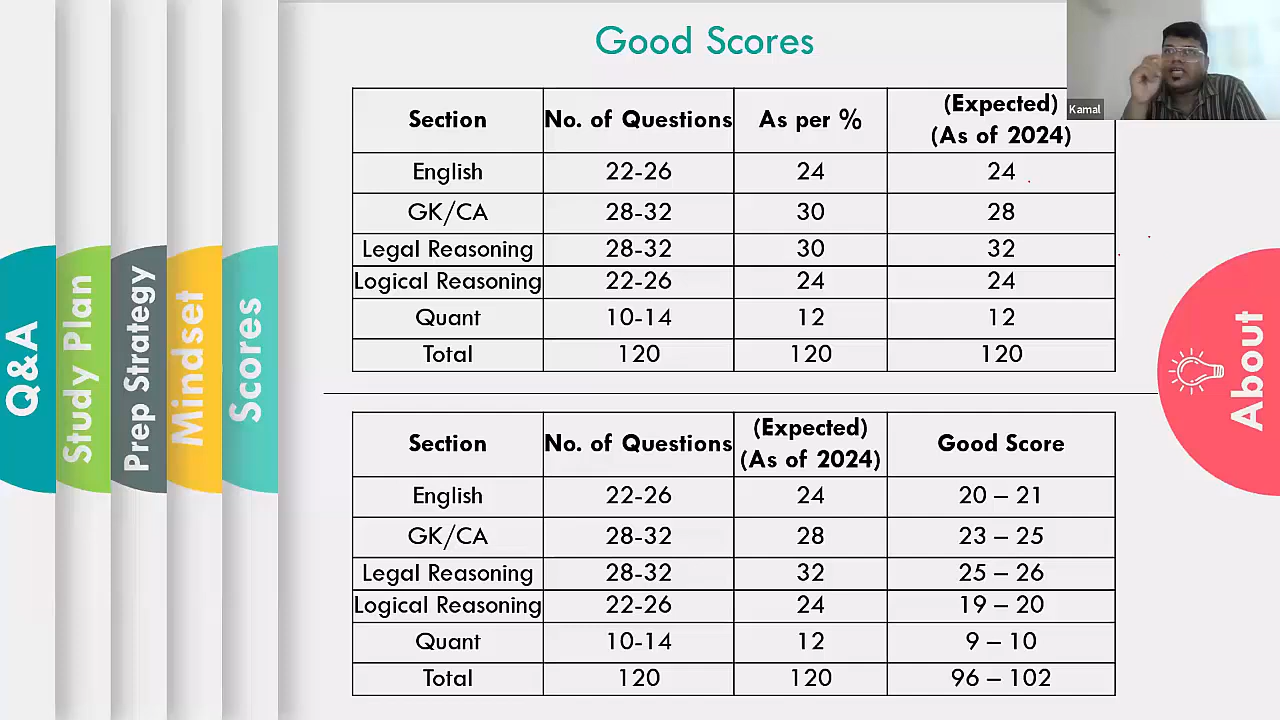 Good Scores
Kamal
Section No. of Questions As per % (Expected) (As of 2024)
English 22-26 24 24
GK/CA 28-32 30 28
Legal Reasoning 28-32 30 32
Logical Reasoning 22-26 24 24
Quant 10-14 12 12
Total 120 120 120
Section No. of Questions (Expected) (As of 2024) Good Score
English 22-26 24 20 – 21
GK/CA 28-32 28 23 – 25
Legal Reasoning 28-32 32 25 – 26
Logical Reasoning 22-26 24 19 – 20
Quant 10-14 12 9 – 10
Total 120 120 96 – 102
Q&A
Study Plan
Prep Strategy
Mindset
Scores
About